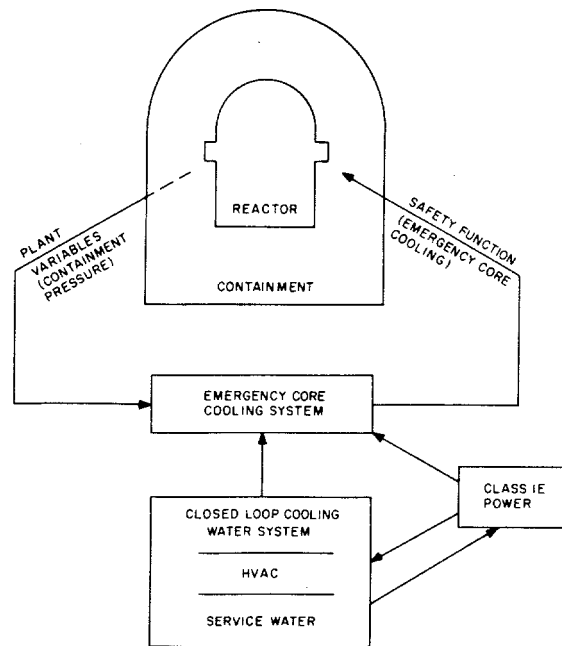 REACTOR
CONTAINMENT
PLANT
VARIABLES
(CONTAINMENT
PRESSURE)
SAFETY FUNCTION
(EMERGENCY CORE
COOLING)
EMERGENCY CORE
COOLING SYSTEM
CLOSED LOOP COOLING
WATER SYSTEM
HVAC
SERVICE WATER
CLASS IE
POWER